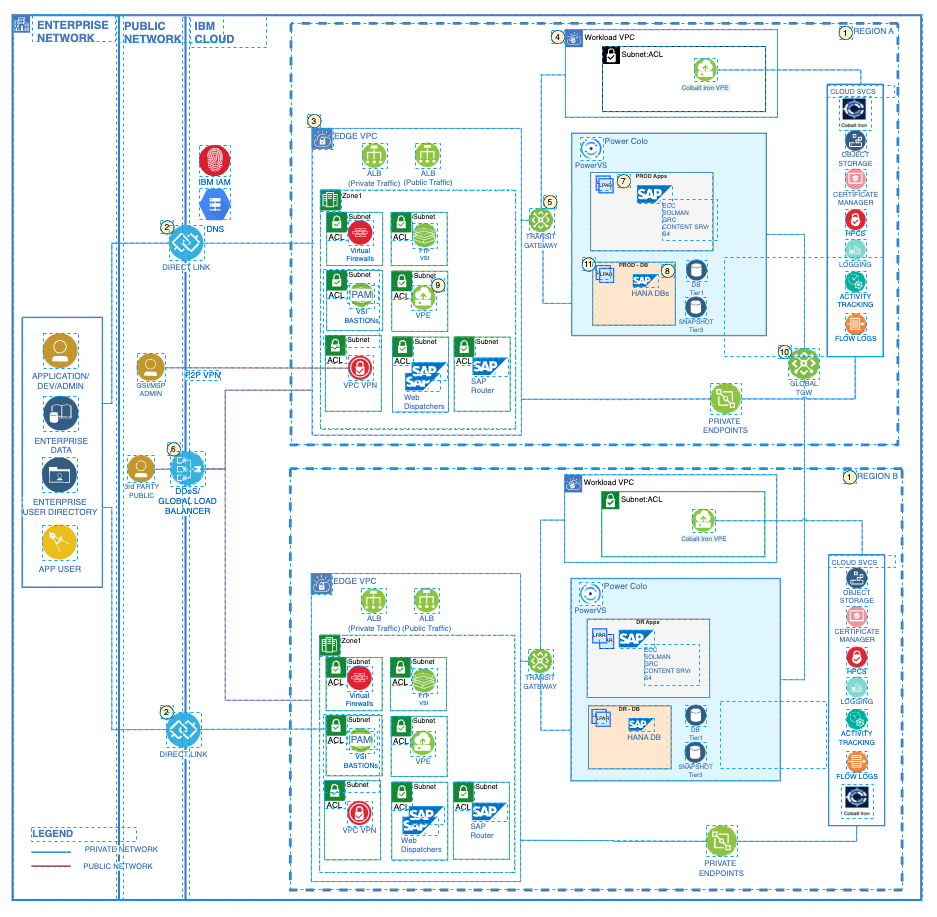 ENTERPRISE
NETWORK
PUBLIC
NETWORK
IBM
CLOUD
1
REGION A
4
Workload VPC
Subnet:ACL
Colbalt Iron VPE
CLOUD SVCS
Cobalt Iron
OBJECT
STORAGE
CERTIFICATE
MANAGER
HPCS
LOGGING
ACTIVITY
TRACKING
FLOW LOGS
3
EDGE VPC
ALB
(Private Traffic)
ALB
(Public Traffic)
Zone1
Subnet
ACL
Virtual
Firewalls
Subnet
ACL
FTP
vsi
Subnet
ACL
PAM
VSI
BASTIONs
Subnet
ACL
9
VPE
Subnet
ACL
VPC VPN
Subnet
ACL
SAP
Web
Dispatchers
Subnet
ACL
SAP
SAP
Router
IBM IAM
DNS
2
DIRECT LINK
5
TRANSIT
GATEWAY
Power Colo
PowerVS
PROD Apps
LPAR
7
SAP
ECC
SOLMAN
GRC
CONTENT SRVr
S4
11
PROD - DB
LPAR
8
SAP
HANA DBs
DB
Tier1
SNAPSHOT
Tier3
10
GLOBAL
TGW
PRIVATE
ENDPOINTS
APPLICATION/
DEV/ADMIN
ENTERPRISE
DATA
ENTERPRISE
USER DIRECTORY
APP USER
GSI/MSP
ADMIN
P2P VPN
6
3rd PARTY
PUBLIC
DDoS/
GLOBAL LOAD
BALANCER
1
REGION B
Workload VPC
Subnet:ACL
Cobalt Iron VPE
CLOUD SVCS
OBJECT
STORAGE
CERTIFICATE
MANAGER
HPCS
LOGGING
ACTIVITY
TRACKING
FLOW LOGS
Cobalt Iron
EDGE VPC
ALB
(Private Traffic)
ALB
(Public Traffic)
Zone1
Subnet
ACL
Virtual
Firewalls
Subnet
ACL
FTP
vsi
Subnet
ACL
PAM
VSI
BASTIONs
Subnet
ACL
VPE
Subnet
ACL
VPC VPN
Subnet
ACL
SAP
Web
Dispatchers
Subnet
ACL
SAP
SAP
Router
2
DIRECT LINK
TRANSIT
GATEWAY
Power Colo
PowerVS
DR Apps
LPAR
SAP
ECC
SOLMAN
GRC
CONTENT SRVr
S4
DR - DB
LPAR
SAP
HANA DB
DB
Tier1
SNAPSHOT
Tier3
PRIVATE
ENDPOINTS
LEGEND
PRIVATE NETWORK
PUBLIC NETWORK